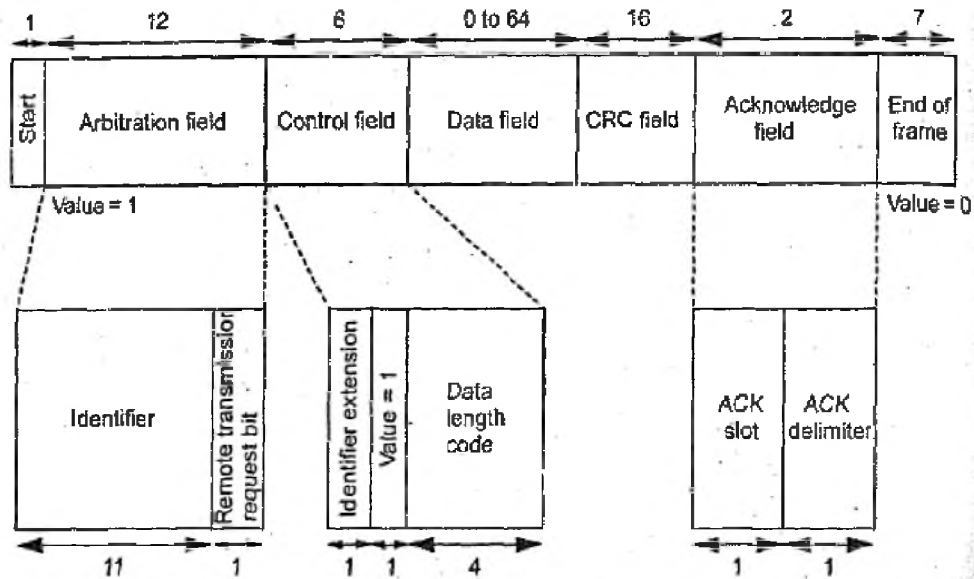 1 12 6 0 to 64 16 2 7
Start
Arbitration field
Control field
Data field
CRC field
Acknowledge
field
End of
frame
Value = 1
Value = 0
Identifier
Remote transmission
request bit
Identifier extension
Value = 1
Data
length
code
ACK
slot
ACK
delimiter
11 1 1 1 4 1 1